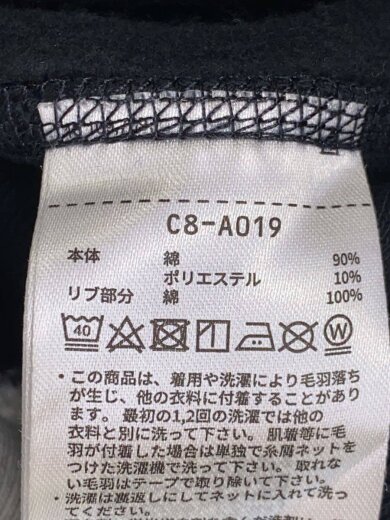 C8-A019
本体 綿 90%
ポリエステル 10%
リブ部分 綿 100%
40 W
・この商品は、着用や洗濯により毛羽落ち
が生じ、他の衣料に付着することがあり
ます。 最初の1,2回の洗濯では他の
衣料と別に洗って下さい。 肌着等に毛
羽が付着した場合は単独で糸屑ネットを
つけた洗濯機で洗って下さい。 取れな
い毛羽はテープで取り除いて下さい。
・洗濯は裏返しにしてネットに入れて洗っ
てください。